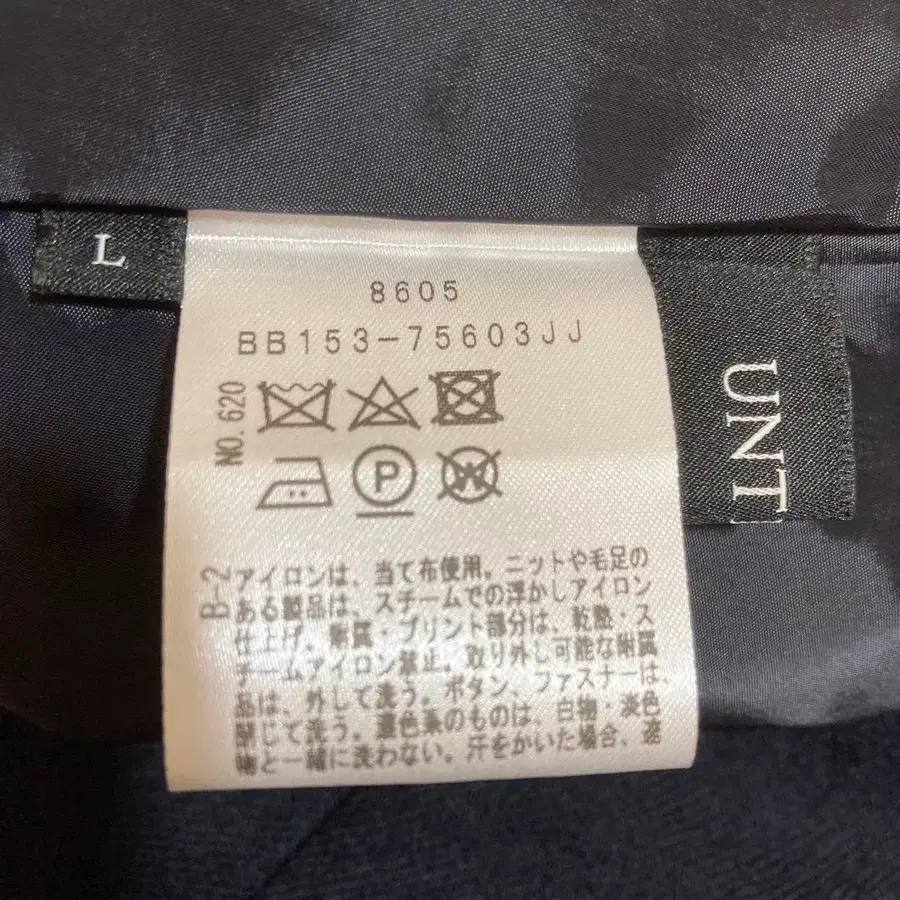 L
8605
BB153-75603JJ
NO. 620
P
W
B-2
アイロンは、当て布使用。ニットや毛足の
ある製品は、スチームでの浮かしアイロン
仕上げ。附属・プリント部分は、乾熱・ス
チームアイロン禁止。取り外し可能な附属
品は、外して洗う。ボタン、ファスナーは、
閉じて洗う。濃色系のものは、白物・淡色
物と一緒に洗わない。汗をかいた場合、速
UNT